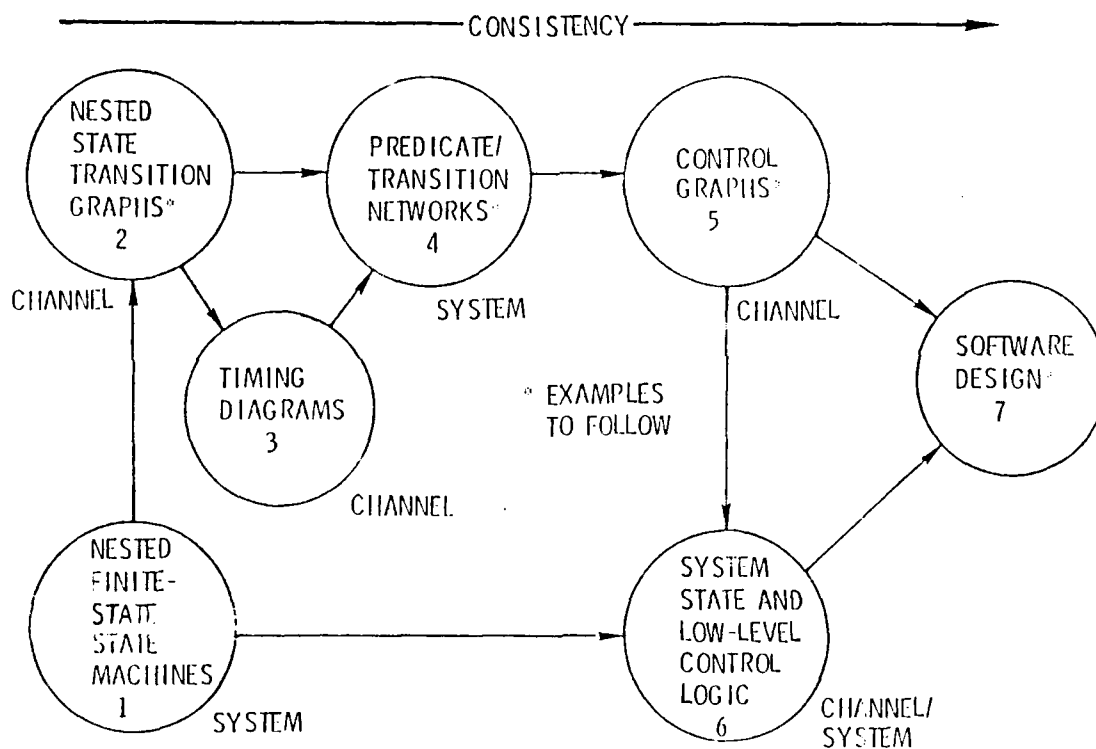 CONSISTENCY
NESTED
STATE
TRANSITION
GRAPHS*
2
CHANNEL
PREDICATE/
TRANSITION
NETWORKS*
4
SYSTEM
CONTROL
GRAPHS*
5
CHANNEL
TIMING
DIAGRAMS
3
CHANNEL
* EXAMPLES
TO FOLLOW
SOFTWARE
DESIGN*
7
NESTED
FINITE-
STATE
STATE
MACHINES
1
SYSTEM
SYSTEM
STATE AND
LOW-LEVEL
CONTROL
LOGIC
6
CHANNEL/
SYSTEM